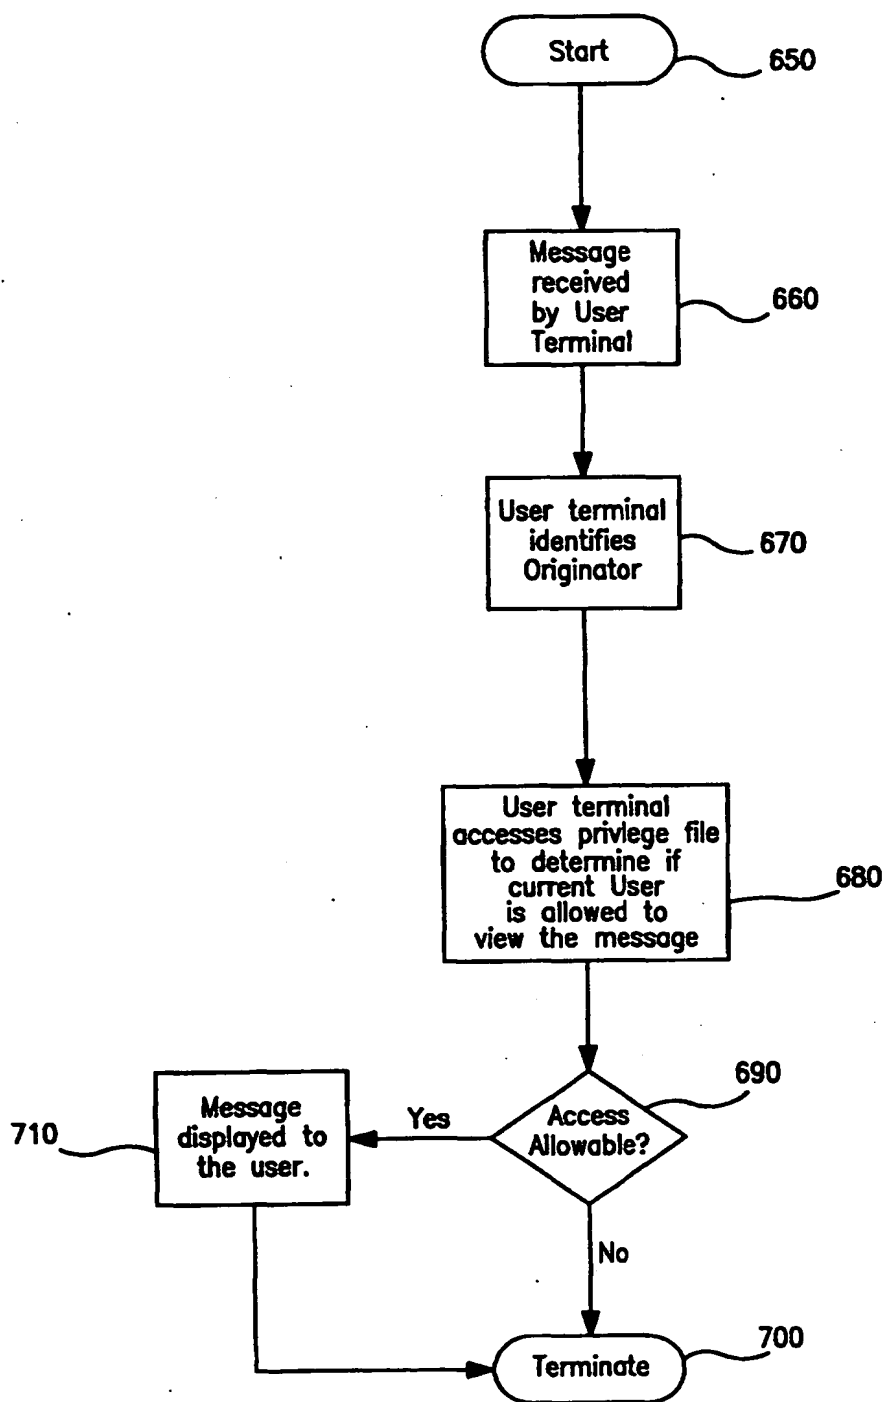 Start
650
Message
received
by User
Terminal
660
User terminal
identifies
Originator
670
User terminal
accesses privlege file
to determine if
current User
is allowed to
view the message
680
690
Access
Allowable?
Yes
Message
displayed to
the user.
710
No
700
Terminate